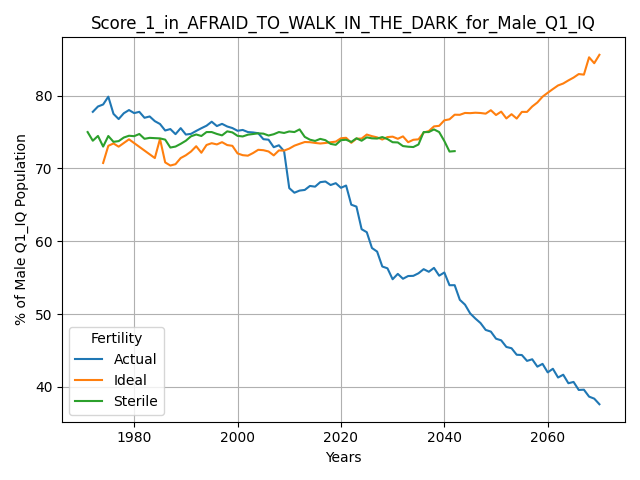 Score_1_in_AFRAID_TO_WALK_IN_THE_DARK_for_Male_Q1_IQ
% of Male Q1_IQ Population
80
70
60
50
40
Fertility
Actual
Ideal
Sterile
1980 2000 2020 2040 2060
Years